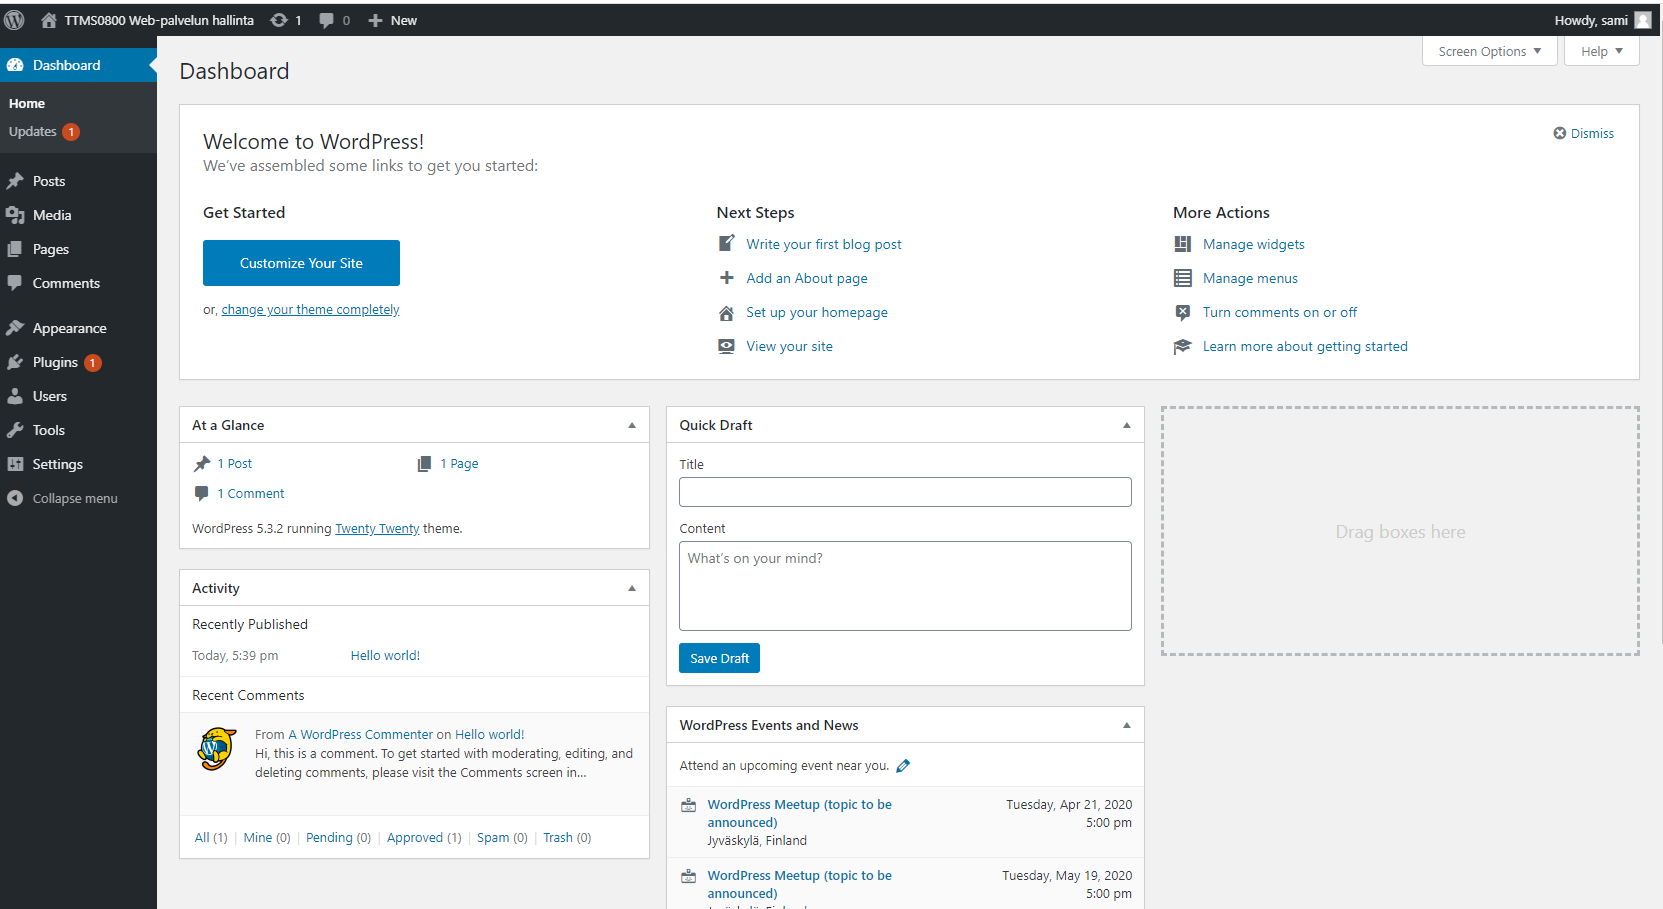 TTMS0800 Web-palvelun hallinta 1 0 New
Howdy, sami
Dashboard
Home
Updates 1
Posts
Media
Pages
Comments
Appearance
Plugins 1
Users
Tools
Settings
Collapse menu
Screen Options
Help
Dashboard
Welcome to WordPress!
We've assembled some links to get you started:
Dismiss
Get Started
Customize Your Site
or, change your theme completely
Next Steps
Write your first blog post
Add an About page
Set up your homepage
View your site
More Actions
Manage widgets
Manage menus
Turn comments on or off
Learn more about getting started
At a Glance
1 Post
1 Page
1 Comment
WordPress 5.3.2 running Twenty Twenty theme.
Activity
Recently Published
Today, 5:39 pm Hello world!
Recent Comments
From A WordPress Commenter on Hello world!
Hi, this is a comment. To get started with moderating, editing, and
deleting comments, please visit the Comments screen in...
All (1) | Mine (0) | Pending (0) | Approved (1) | Spam (0) | Trash (0)
Quick Draft
Title
Content
What's on your mind?
Save Draft
WordPress Events and News
Attend an upcoming event near you.
WordPress Meetup (topic to be
announced)
Jyväskylä, Finland
Tuesday, Apr 21, 2020
5:00 pm
WordPress Meetup (topic to be
announced)
Tuesday, May 19, 2020
5:00 pm
Drag boxes here